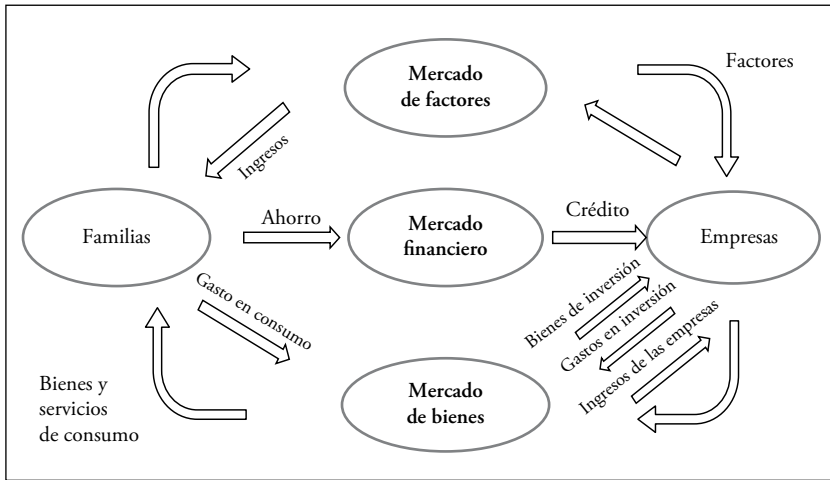 Mercado
de factores
Factores
Ingresos
Familias
Ahorro
Mercado
financiero
Crédito
Empresas
Gasto en consumo
Bienes de inversión
Gastos en inversión
Ingresos de las empresas
Bienes y
servicios
de consumo
Mercado
de bienes